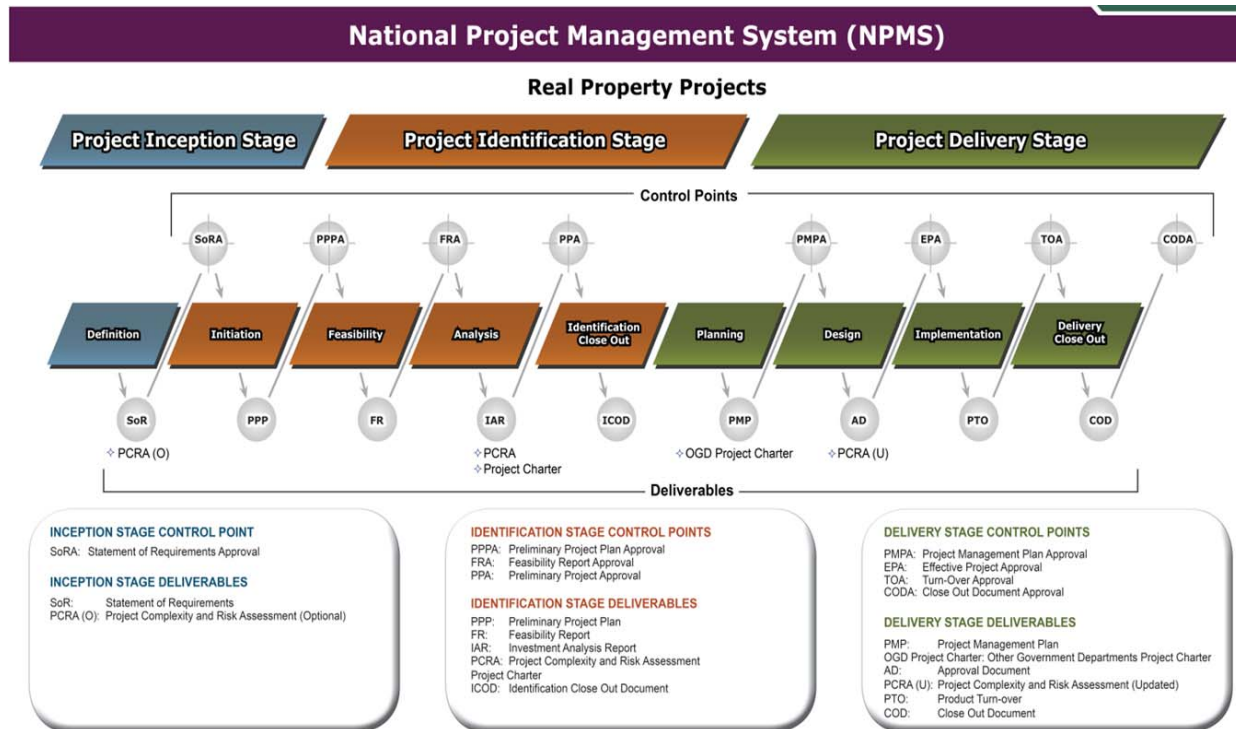 National Project Management System (NPMS)
Real Property Projects
Project Inception Stage
Project Identification Stage
Project Delivery Stage
Control Points
SoRA
PPPA
FRA
PPA
PMPA
EPA
TOA
CODA
Definition
Initiation
Feasibility
Analysis
Identification
Close Out
Planning
Design
Implementation
Delivery
Close Out
SoR
PPP
FR
IAR
ICOD
PMP
AD
PTO
COD
✧ PCRA (O)
✧ PCRA
✧ Project Charter
✧ OGD Project Charter
✧ PCRA (U)
Deliverables
INCEPTION STAGE CONTROL POINT
SoRA: Statement of Requirements Approval
INCEPTION STAGE DELIVERABLES
SoR: Statement of Requirements
PCRA (O): Project Complexity and Risk Assessment (Optional)
IDENTIFICATION STAGE CONTROL POINTS
PPPA: Preliminary Project Plan Approval
FRA: Feasibility Report Approval
PPA: Preliminary Project Approval
IDENTIFICATION STAGE DELIVERABLES
PPP: Preliminary Project Plan
FR: Feasibility Report
IAR: Investment Analysis Report
PCRA: Project Complexity and Risk Assessment
Project Charter
ICOD: Identification Close Out Document
DELIVERY STAGE CONTROL POINTS
PMPA: Project Management Plan Approval
EPA: Effective Project Approval
TOA: Turn-Over Approval
CODA: Close Out Document Approval
DELIVERY STAGE DELIVERABLES
PMP: Project Management Plan
OGD Project Charter: Other Government Departments Project Charter
AD: Approval Document
PCRA (U): Project Complexity and Risk Assessment (Updated)
PTO: Product Turn-over
COD: Close Out Document